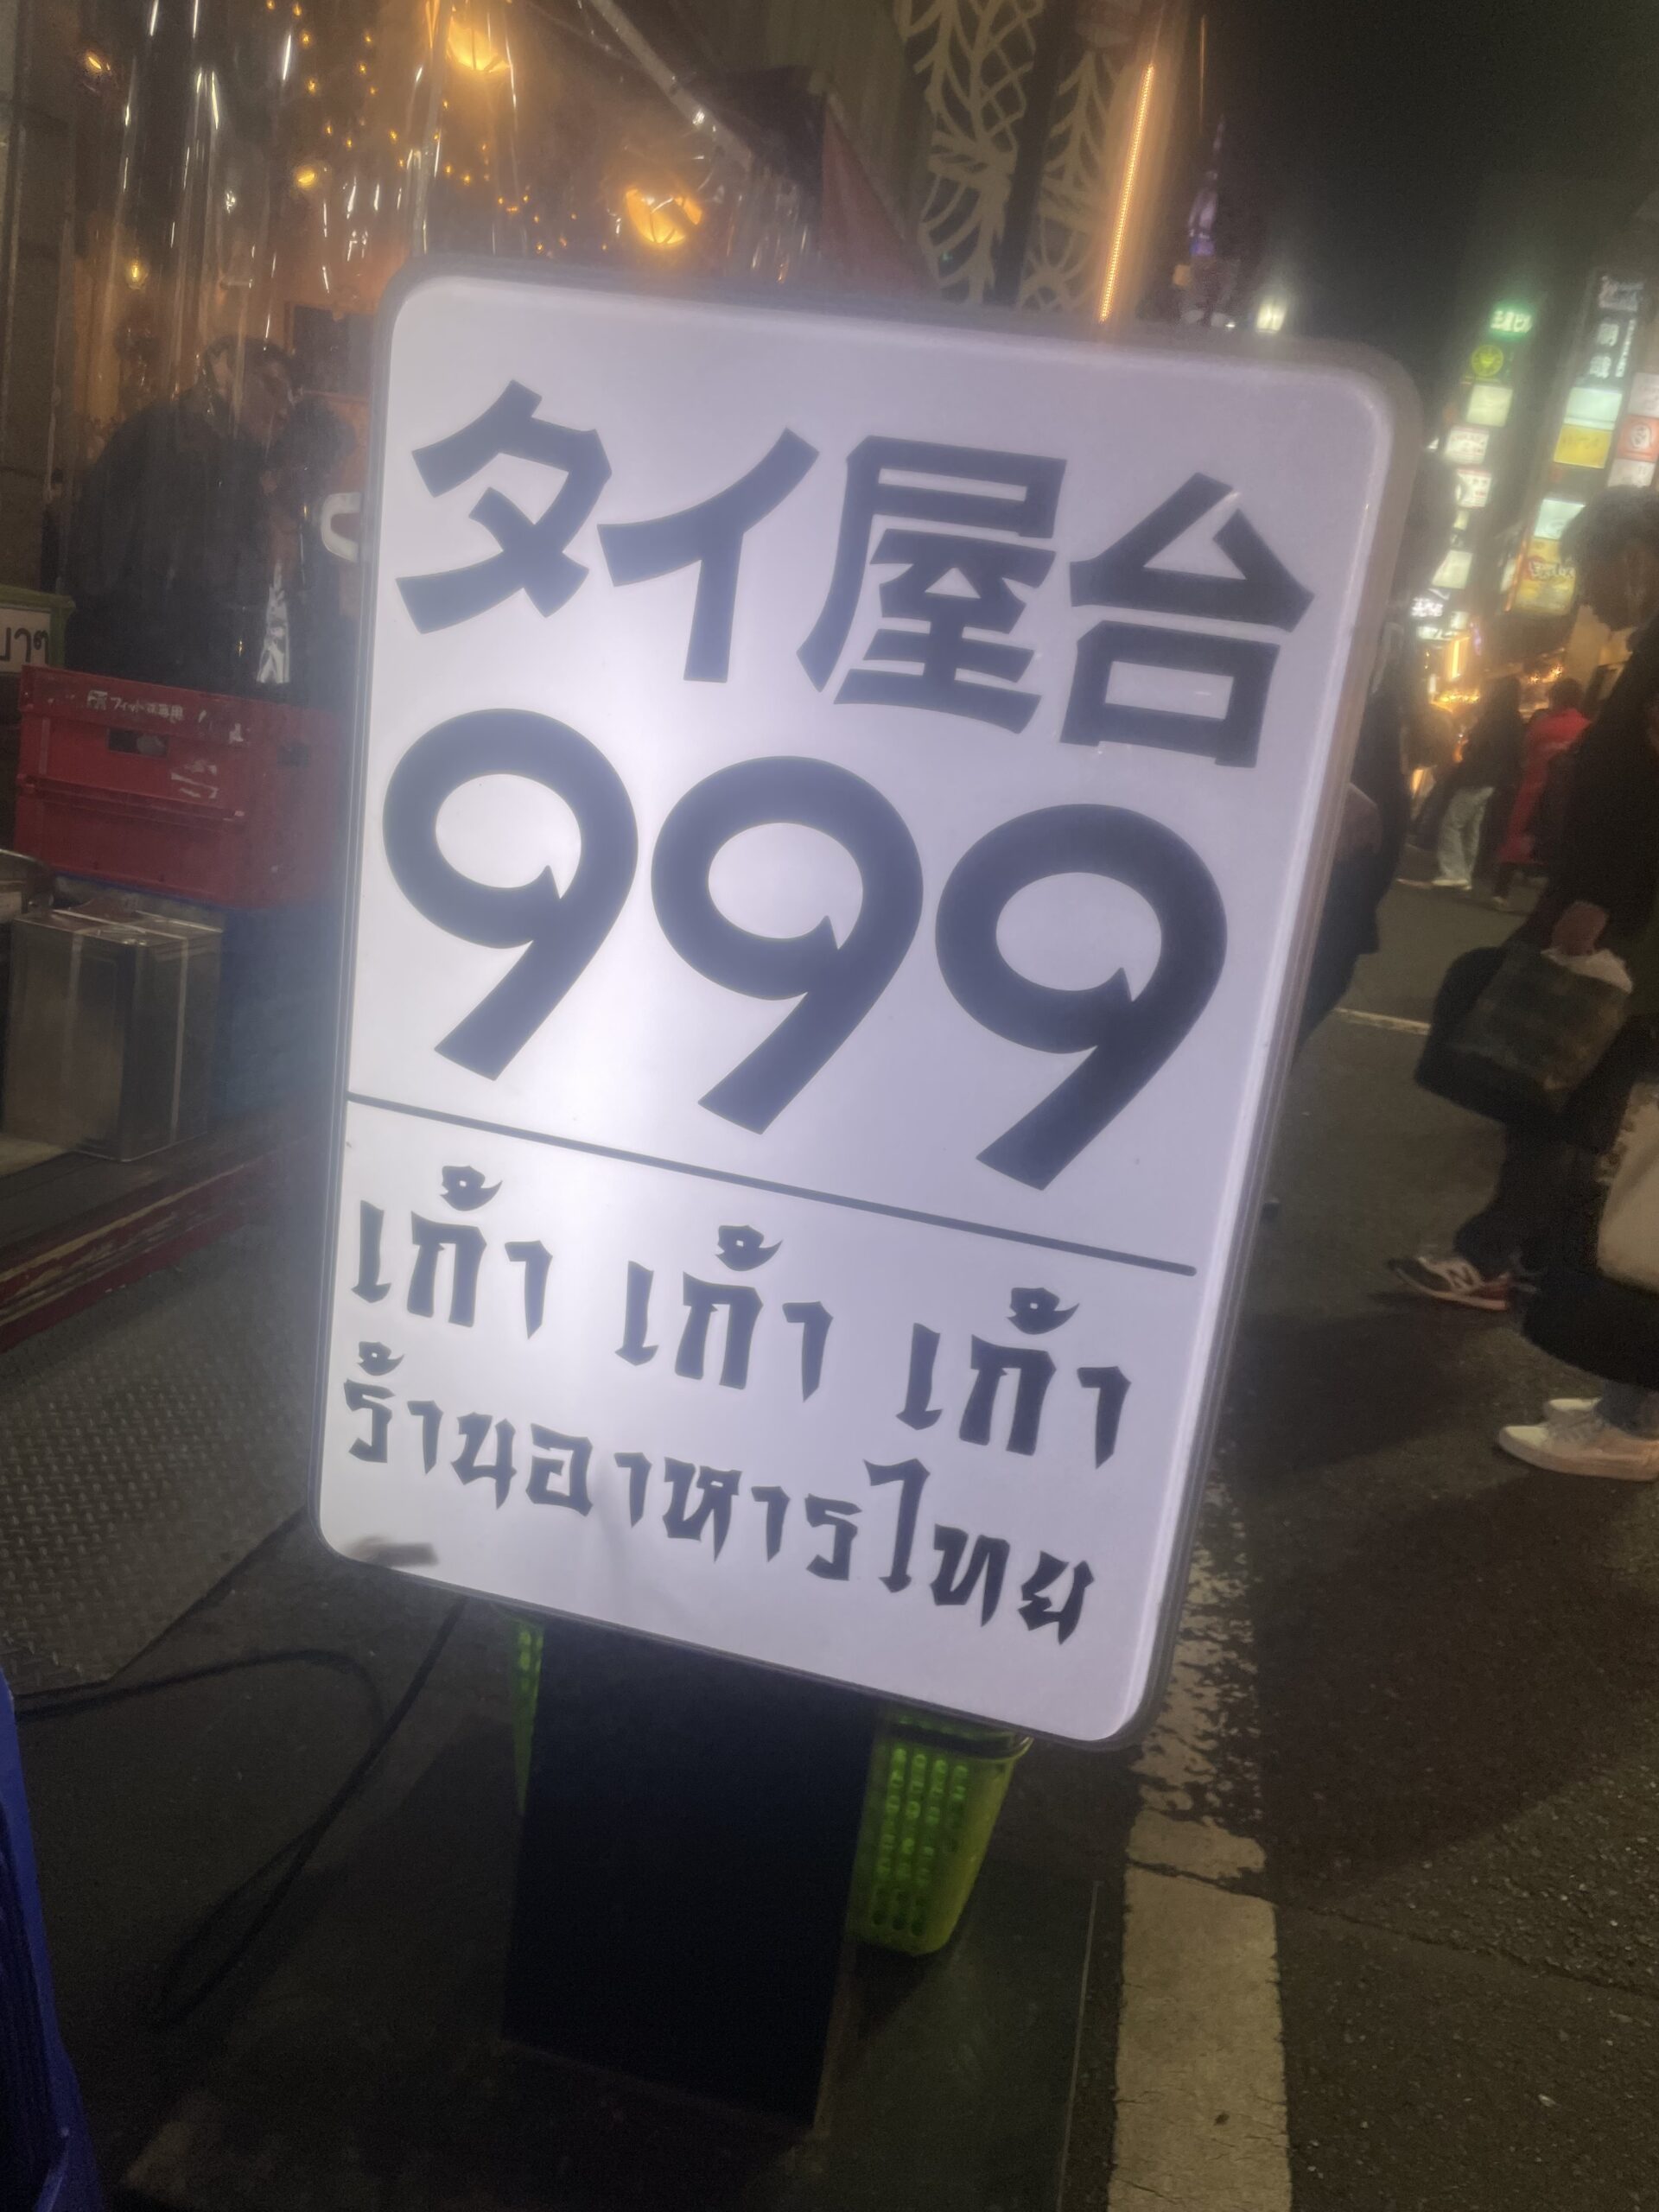 タイ屋台
999
เก้า เก้า เก้า
ร้านอาหารไทย